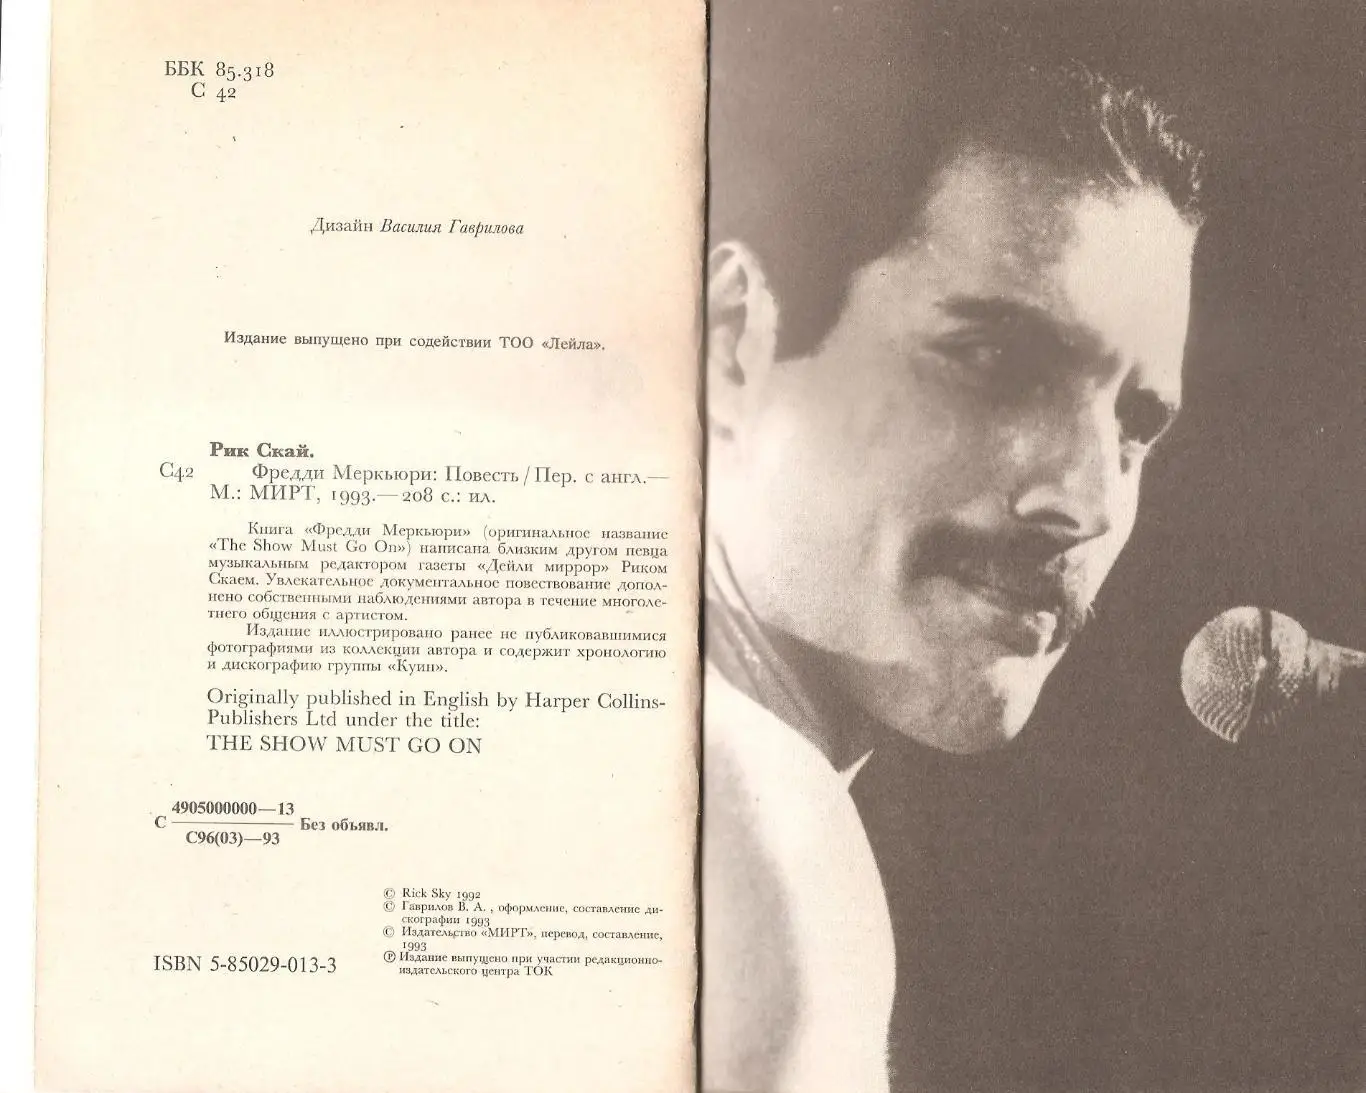 ББК 85.318
С 42
Дизайн Василия Гаврилова
Издание выпущено при содействии ТОО «Лейла».
Рик Скай.
С42 Фредди Меркьюри: Повесть / Пер. с англ.—
М.: МИРТ, 1993.—208 с.: ил.
Книга «Фредди Меркьюри» (оригинальное название
«The Show Must Go On») написана близким другом певца
музыкальным редактором газеты «Дейли миррор» Риком
Скаем. Увлекательное документальное повествование допол-
нено собственными наблюдениями автора в течение многоле-
тнего общения с артистом.
Издание иллюстрировано ранее не публиковавшимися
фотографиями из коллекции автора и содержит хронологию
и дискографию группы «Куин».
Originally published in English by Harper Collins-
Publishers Ltd under the title:
THE SHOW MUST GO ON
4905000000—13
С Без объявл.
С96(03)—93
© Rick Sky 1992
© Гаврилов В. А. , оформление, составление ди-
скографии 1993
© Издательство «МИРТ», перевод, составление,
1993
℗ Издание выпущено при участии редакционно-
издательского центра ТОК
ISBN 5-85029-013-3